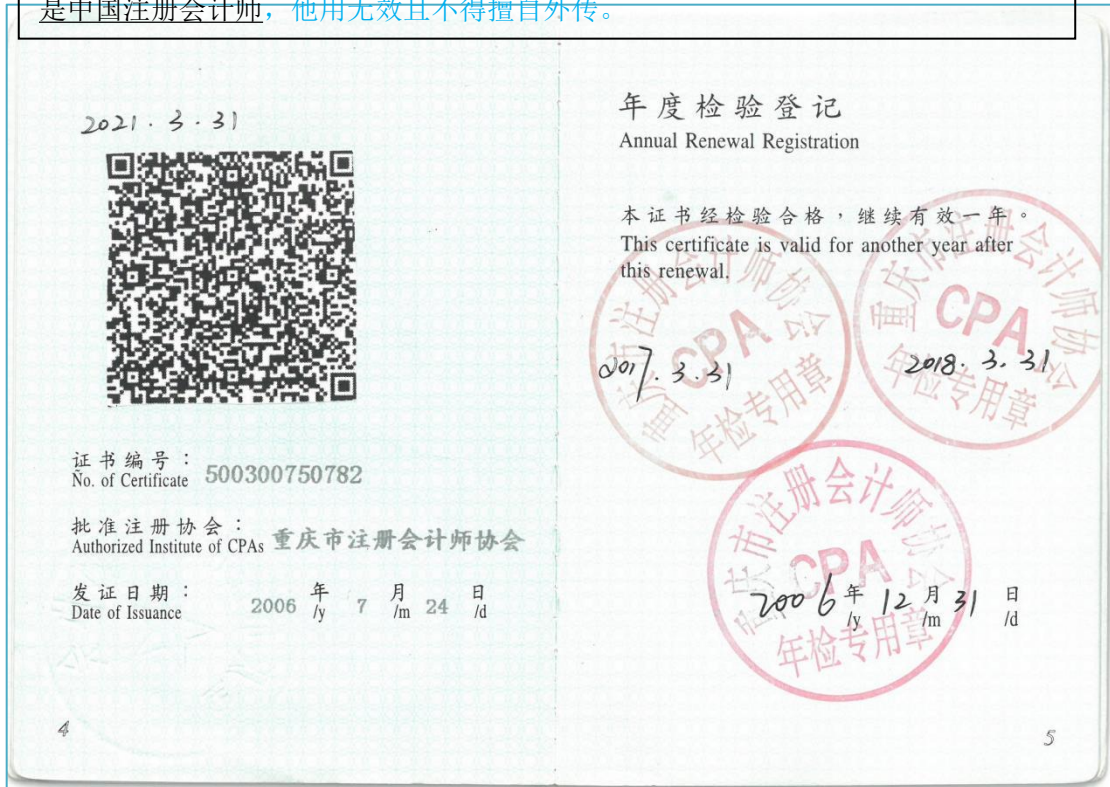 是中国注册会计师，他用无效且不得擅自外传。
2021.3.31
证书编号：
No. of Certificate 500300750782
批准注册协会：
Authorized Institute of CPAs 重庆市注册会计师协会
发证日期： 2006 年 7 月 24 日
Date of Issuance /y /m /d
4
年度检验登记
Annual Renewal Registration
本证书经检验合格，继续有效一年。
This certificate is valid for another year after
this renewal.
重庆市注册会计师协会
CPA
年检专用章
2017.3.31
重庆市注册会计师协会
CPA
年检专用章
2018.3.31
重庆市注册会计师协会
CPA
年检专用章
2006 年 12 月 31 日
/y /m /d
5